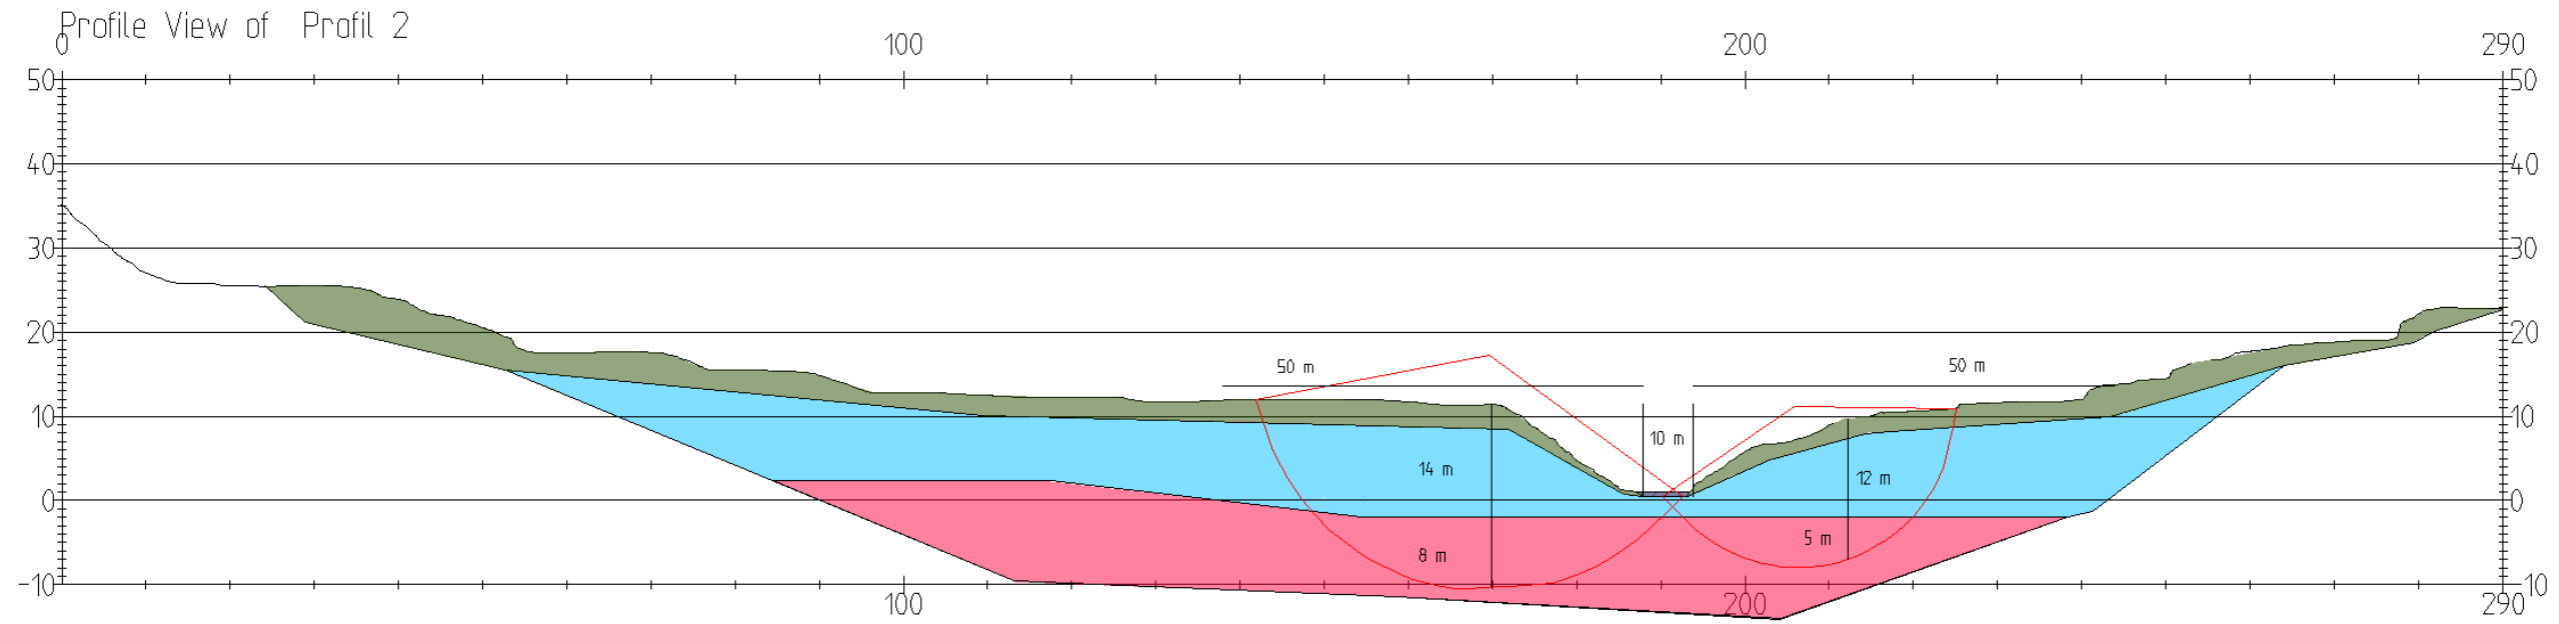 Profile View of Profil 2
0 100 200 290
50 50
40 40
30 30
20 20
50 m 50 m
10 10
10 m
14 m 12 m
0 0
5 m
8 m
-10 -10
100 200 290